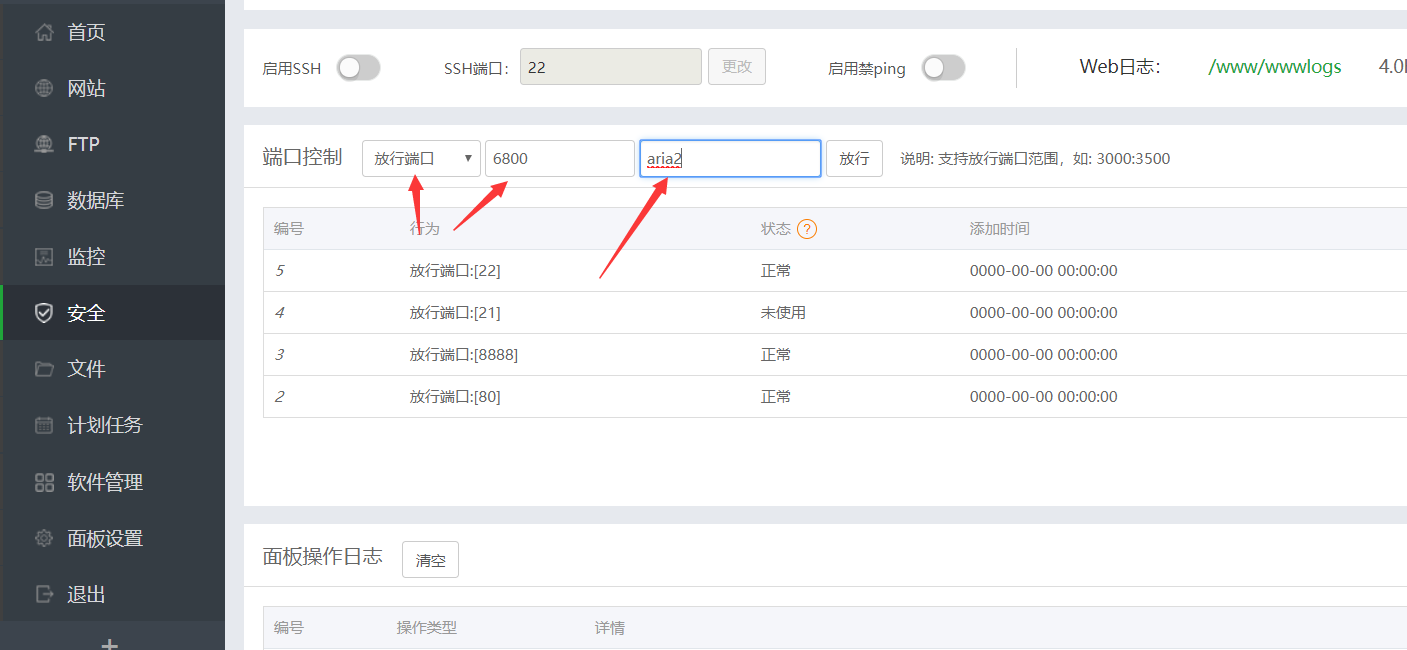 首页
网站
FTP
数据库
监控
安全
文件
计划任务
软件管理
面板设置
退出
启用SSH SSH端口： 22 更改 启用禁ping Web日志： /www/wwwlogs
端口控制 放行端口 6800 aria2 放行 说明: 支持放行端口范围，如: 3000:3500
编号 行为 状态 ? 添加时间
5 放行端口:[22] 正常 0000-00-00 00:00:00
4 放行端口:[21] 未使用 0000-00-00 00:00:00
3 放行端口:[8888] 正常 0000-00-00 00:00:00
2 放行端口:[80] 正常 0000-00-00 00:00:00
面板操作日志 清空
编号 操作类型 详情